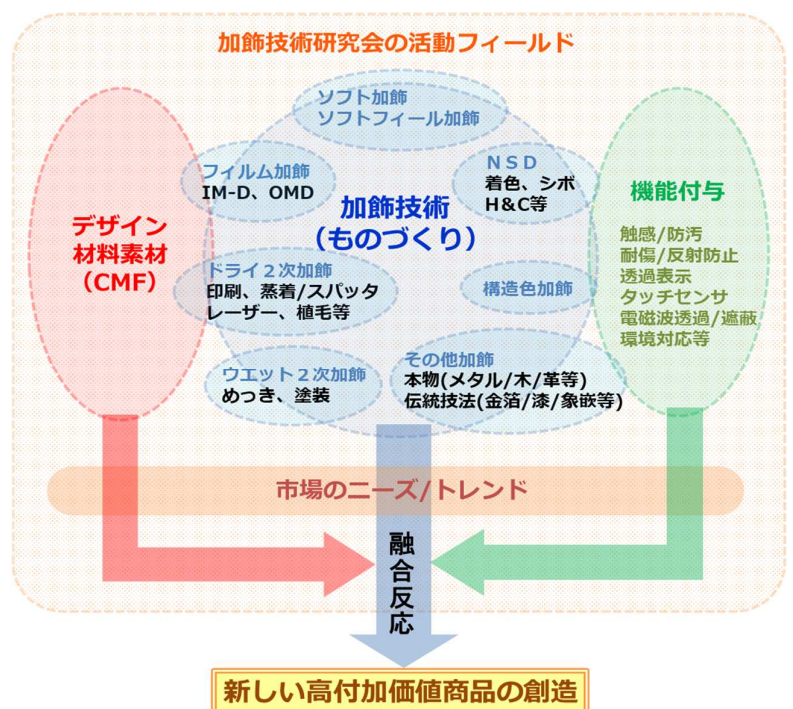 加飾技術研究会の活動フィールド
ソフト加飾
ソフトフィール加飾
フィルム加飾
IM-D、OMD
ＮＳＤ
着色、シボ
H&C等
加飾技術
（ものづくり）
デザイン
材料素材
（CMF）
機能付与
触感/防汚
耐傷/反射防止
透過表示
タッチセンサ
電磁波透過/遮蔽
環境対応等
ドライ２次加飾
印刷、蒸着/スパッタ
レーザー、植毛等
構造色加飾
ウエット２次加飾
めっき、塗装
その他加飾
本物(メタル/木/革等)
伝統技法(金箔/漆/象嵌等)
市場のニーズ/トレンド
融合反応
新しい高付加価値商品の創造